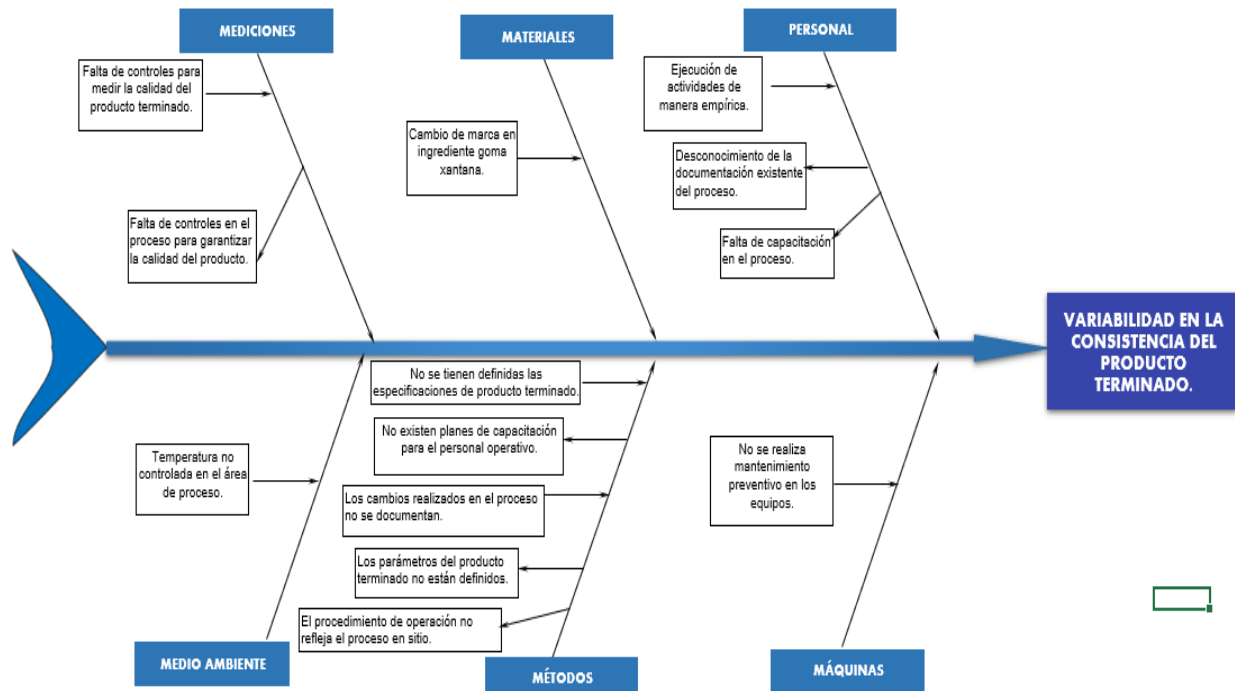 MEDICIONES
MATERIALES
PERSONAL
Falta de controles para
medir la calidad del
producto terminado.
Ejecución de
actividades de
manera empírica.
Cambio de marca en
ingrediente goma
xantana.
Desconocimiento de la
documentación existente
del proceso.
Falta de controles en el
proceso para garantizar
la calidad del producto.
Falta de capacitación
en el proceso.
VARIABILIDAD EN LA
CONSISTENCIA DEL
PRODUCTO
TERMINADO.
No se tienen definidas las
especificaciones de producto terminado.
No existen planes de capacitación
para el personal operativo.
Temperatura no
controlada en el área
de proceso.
No se realiza
mantenimiento
preventivo en los
equipos.
Los cambios realizados en el proceso
no se documentan.
Los parámetros del producto
terminado no están definidos.
El procedimiento de operación no
refleja el proceso en sitio.
MEDIO AMBIENTE
MÉTODOS
MÁQUINAS